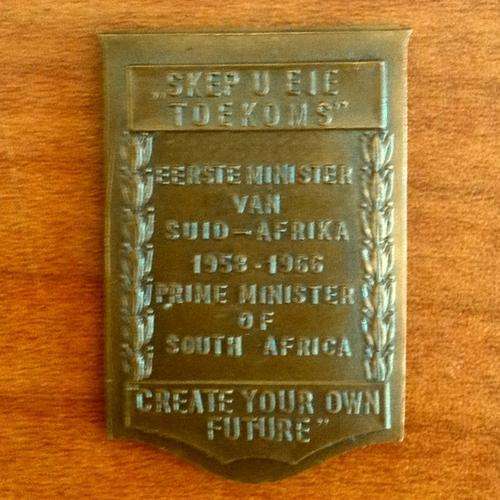 „SKEP U EIE
TOEKOMS”
EERSTE MINISTER
VAN
SUID-AFRIKA
1958-1966
PRIME MINISTER
OF
SOUTH AFRICA
"CREATE YOUR OWN
FUTURE"